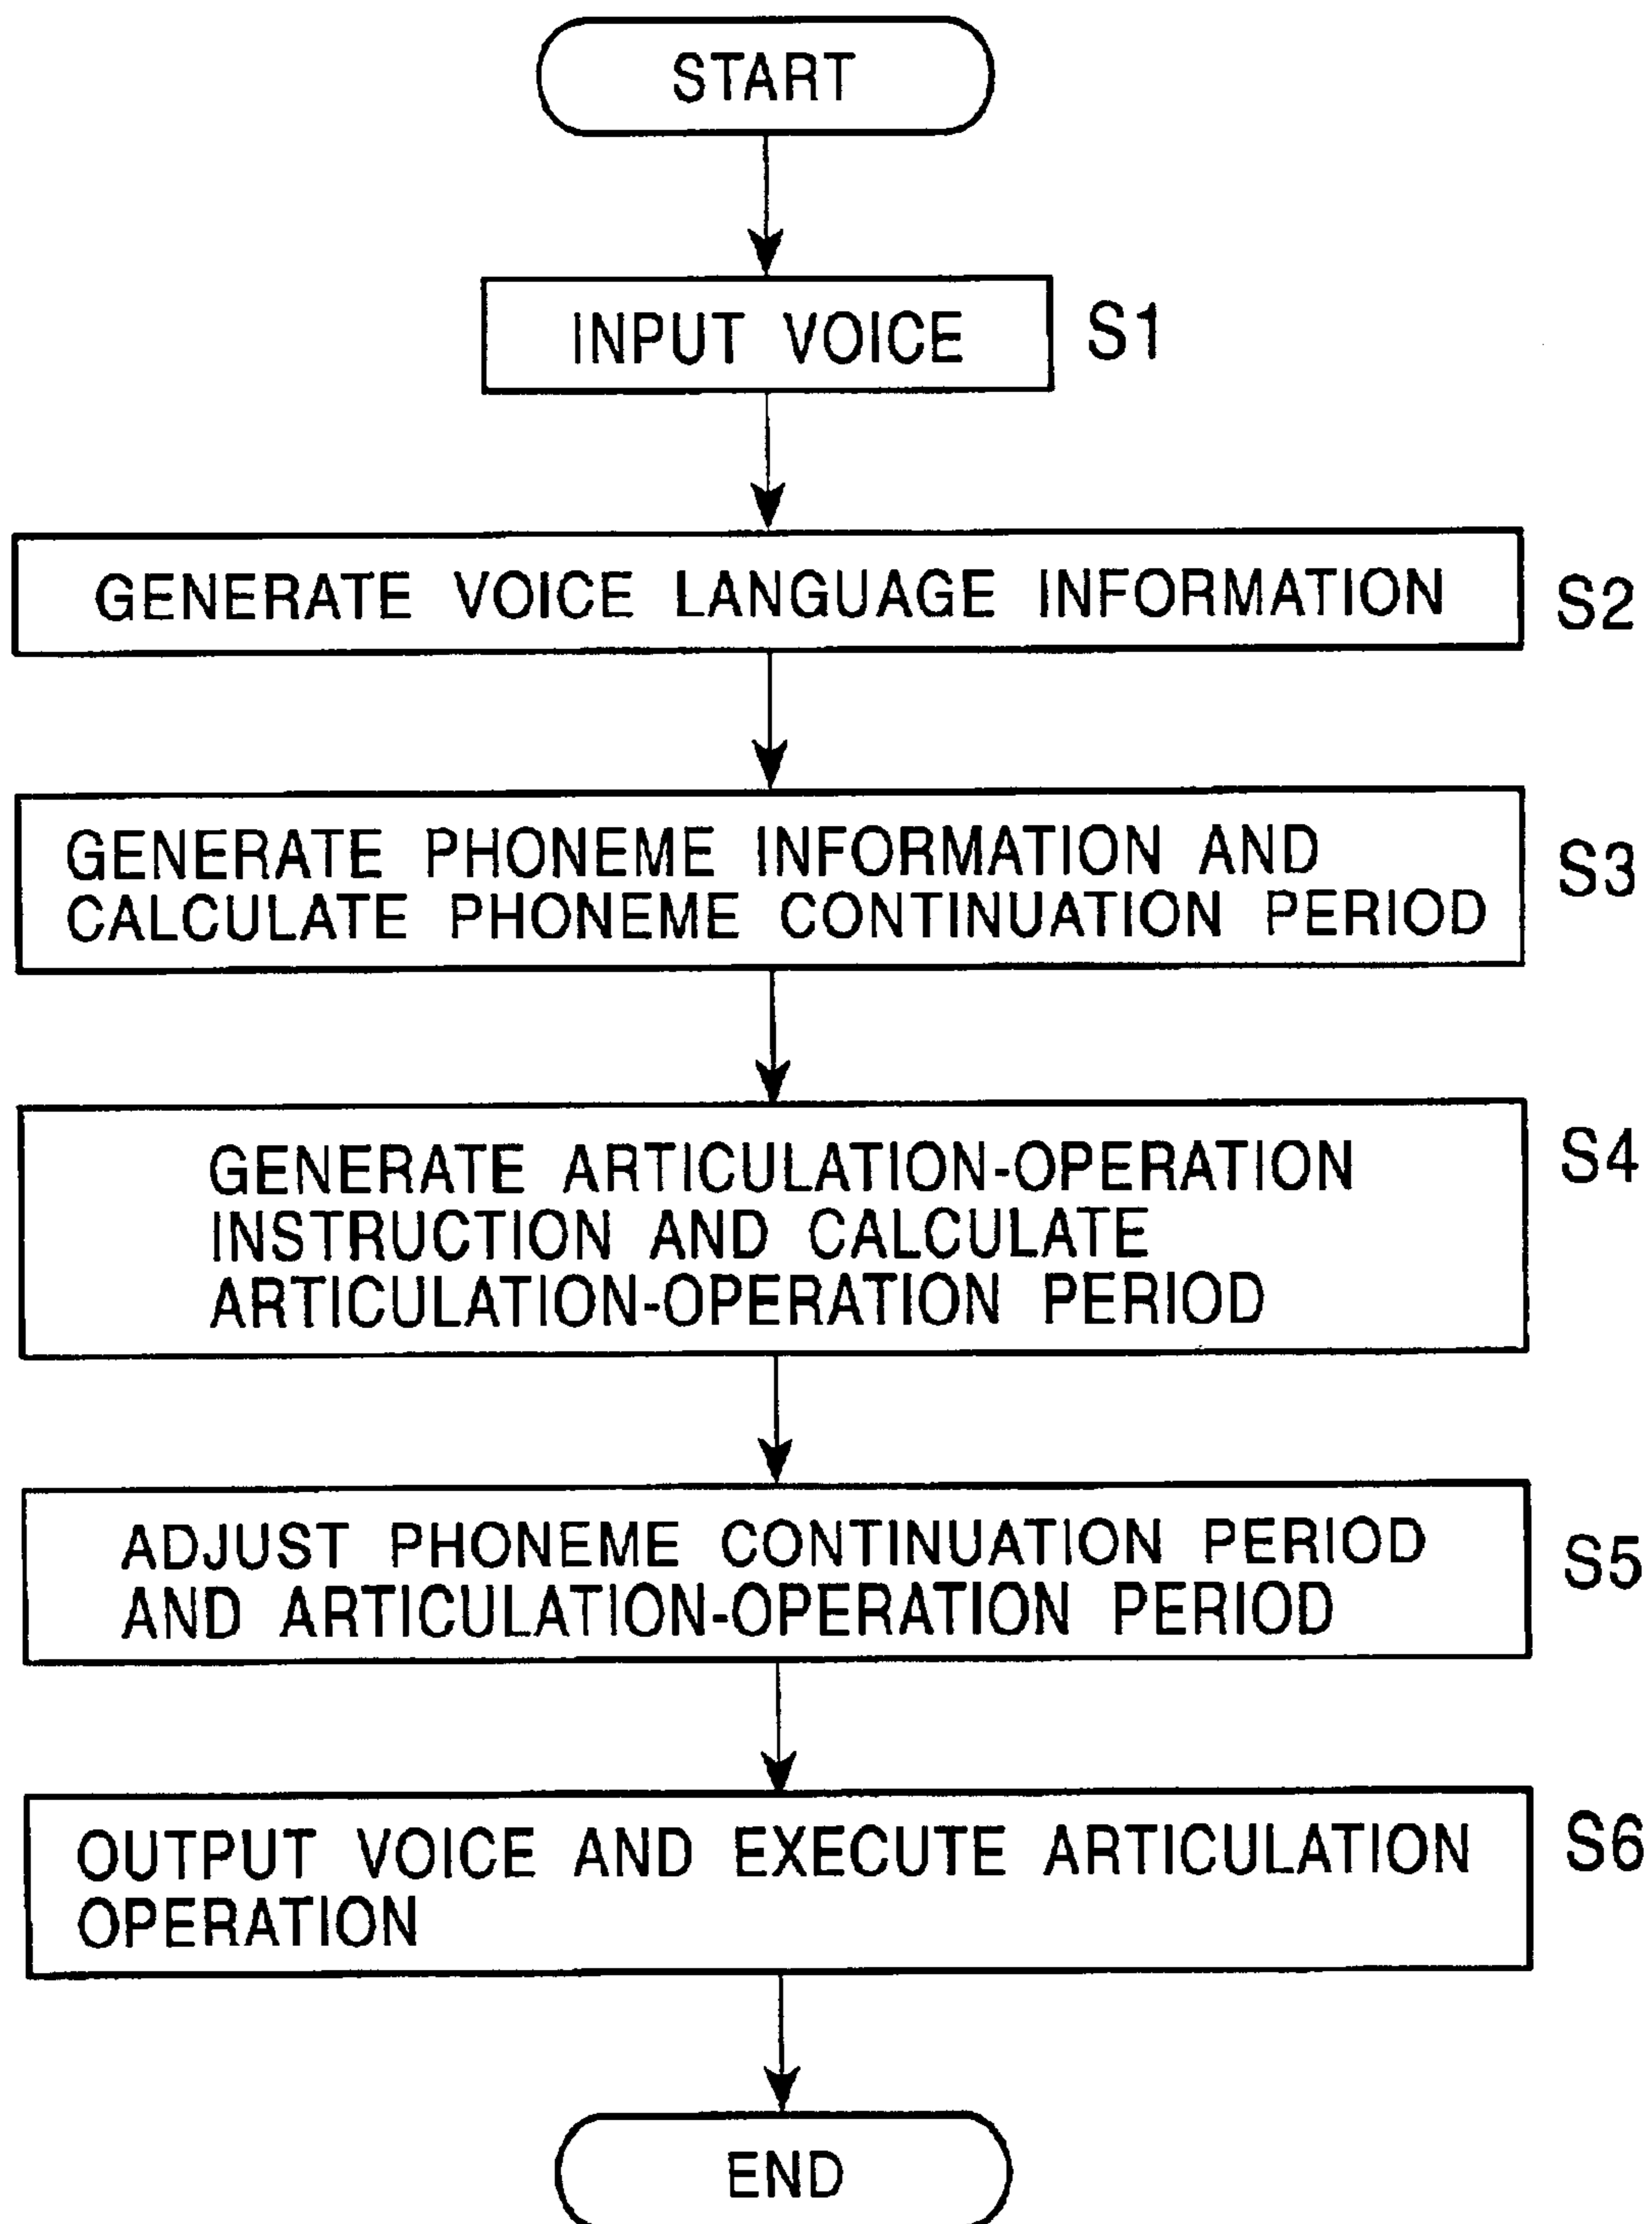 START
INPUT VOICE
S1
GENERATE VOICE LANGUAGE INFORMATION
S2
GENERATE PHONEME INFORMATION AND
CALCULATE PHONEME CONTINUATION PERIOD
S3
GENERATE ARTICULATION-OPERATION
INSTRUCTION AND CALCULATE
ARTICULATION-OPERATION PERIOD
S4
ADJUST PHONEME CONTINUATION PERIOD
AND ARTICULATION-OPERATION PERIOD
S5
OUTPUT VOICE AND EXECUTE ARTICULATION
OPERATION
S6
END